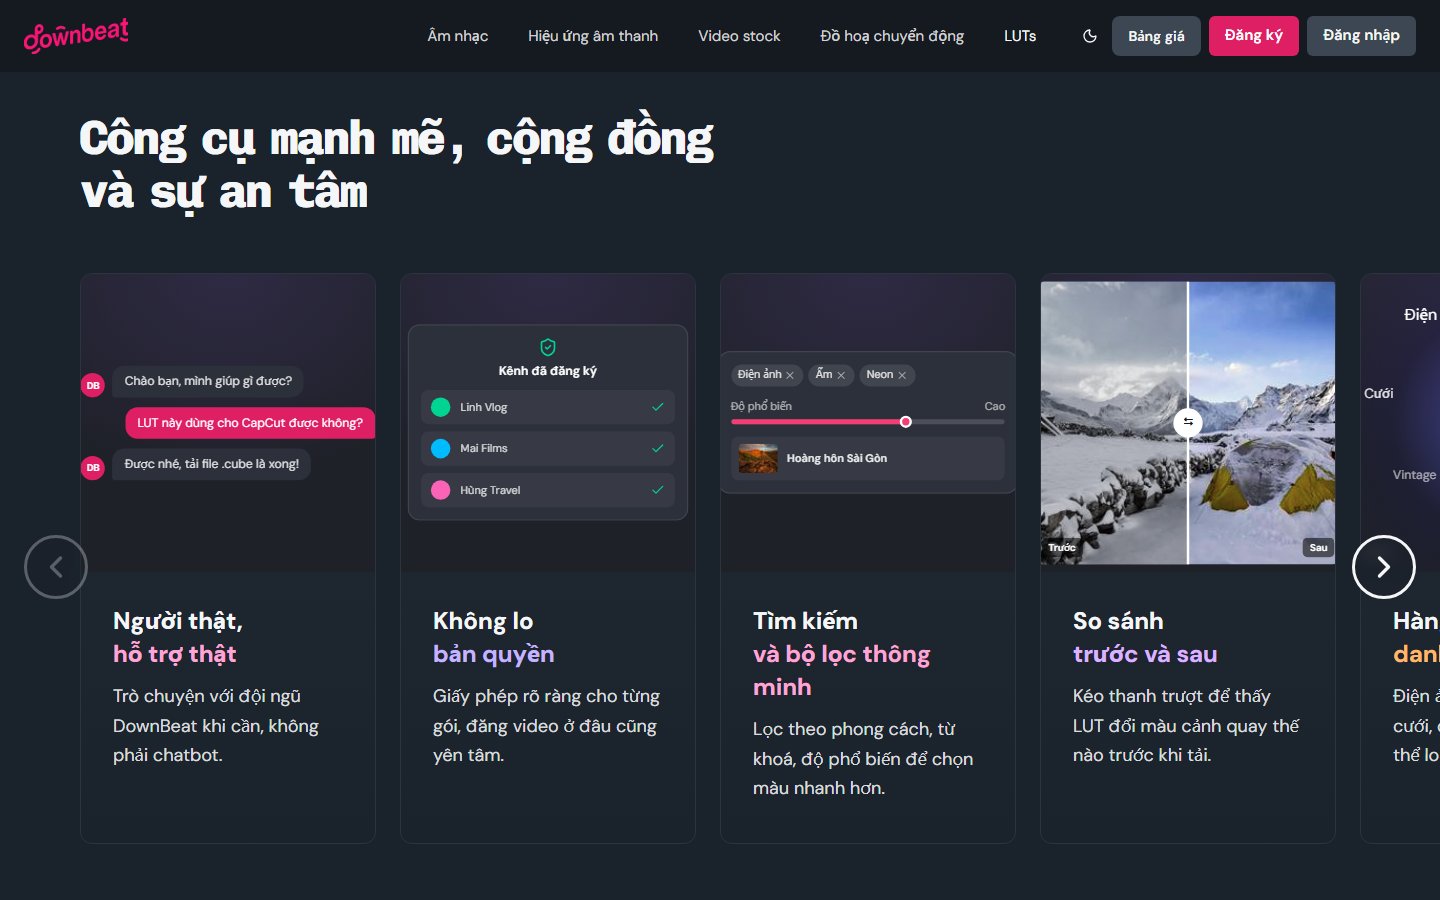 downbeat
Âm nhạc
Hiệu ứng âm thanh
Video stock
Đồ hoạ chuyển động
LUTs
Bảng giá
Đăng ký
Đăng nhập
Công cụ mạnh mẽ, cộng đồng
và sự an tâm
DB
Chào bạn, mình giúp gì được?
LUT này dùng cho CapCut được không?
DB
Được nhé, tải file .cube là xong!
Người thật,
hỗ trợ thật
Trò chuyện với đội ngũ
DownBeat khi cần, không
phải chatbot.
Kênh đã đăng ký
Linh Vlog
Mai Films
Hùng Travel
Không lo
bản quyền
Giấy phép rõ ràng cho từng
gói, đăng video ở đâu cũng
yên tâm.
Điện ảnh
Ấm
Neon
Độ phổ biến
Cao
Hoàng hôn Sài Gòn
Tìm kiếm
và bộ lọc thông
minh
Lọc theo phong cách, từ
khoá, độ phổ biến để chọn
màu nhanh hơn.
Trước
Sau
So sánh
trước và sau
Kéo thanh trượt để thấy
LUT đổi màu cảnh quay thế
nào trước khi tải.
Điện
Cưới
Vintage
Hàn
danh
Điện ả
cưới,
thể lo